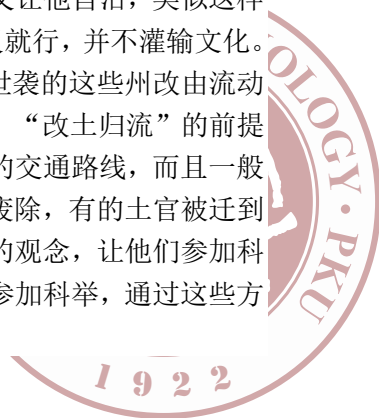 又让他自治，类似这样
就行，并不灌输文化。
世袭的这些州改由流动
“改土归流”的前提
的交通路线，而且一般
废除，有的土官被迁到
的观念，让他们参加科
参加科举，通过这些方
OLOGY · PKU
1922